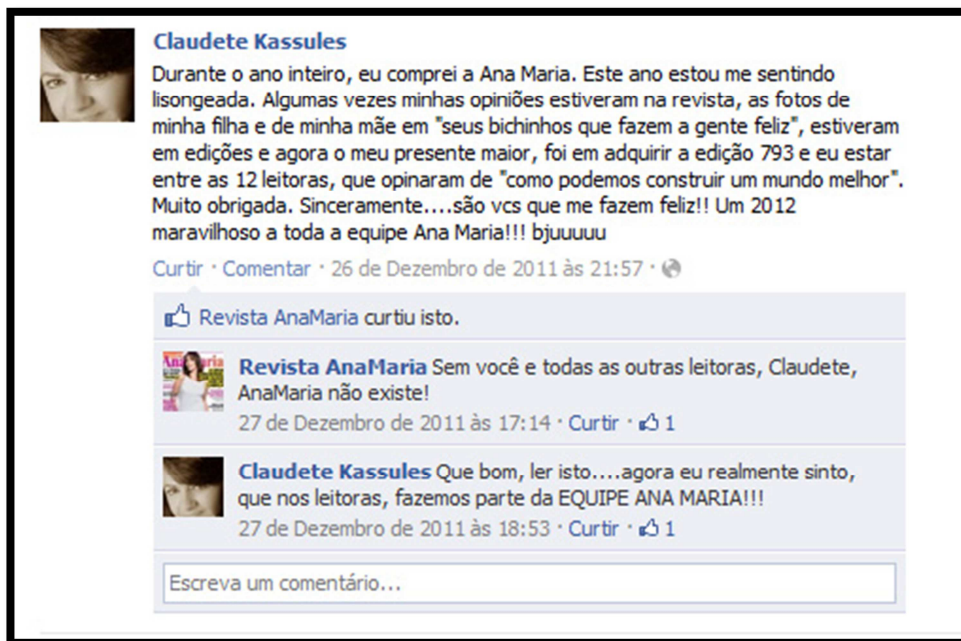 Claudete Kassules
Durante o ano inteiro, eu comprei a Ana Maria. Este ano estou me sentindo
lisongeada. Algumas vezes minhas opiniões estiveram na revista, as fotos de
minha filha e de minha mãe em "seus bichinhos que fazem a gente feliz", estiveram
em edições e agora o meu presente maior, foi em adquirir a edição 793 e eu estar
entre as 12 leitoras, que opinaram de "como podemos construir um mundo melhor".
Muito obrigada. Sinceramente....são vcs que me fazem feliz!! Um 2012
maravilhoso a toda a equipe Ana Maria!!! bjuuuuu
Curtir · Comentar · 26 de Dezembro de 2011 às 21:57 ·
Revista AnaMaria curtiu isto.
Revista AnaMaria Sem você e todas as outras leitoras, Claudete,
AnaMaria não existe!
27 de Dezembro de 2011 às 17:14 · Curtir · 1
Claudete Kassules Que bom, ler isto....agora eu realmente sinto,
que nos leitoras, fazemos parte da EQUIPE ANA MARIA!!!
27 de Dezembro de 2011 às 18:53 · Curtir · 1
Escreva um comentário...